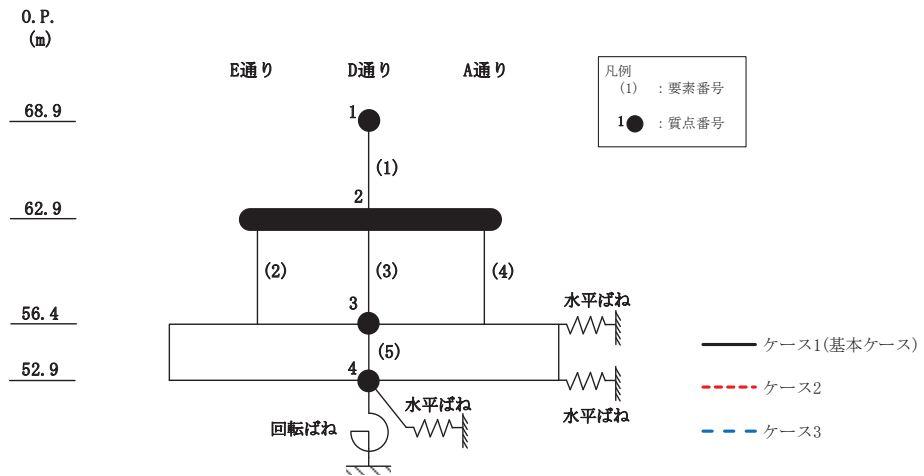 O.P.
(m)
E通り
D通り
A通り
凡例
(1) ：要素番号
1 ：質点番号
68.9
1
(1)
62.9
2
(2)
(3)
(4)
水平ばね
56.4
3
(5)
ケース1(基本ケース)
52.9
4
水平ばね
水平ばね
ケース2
回転ばね
ケース3